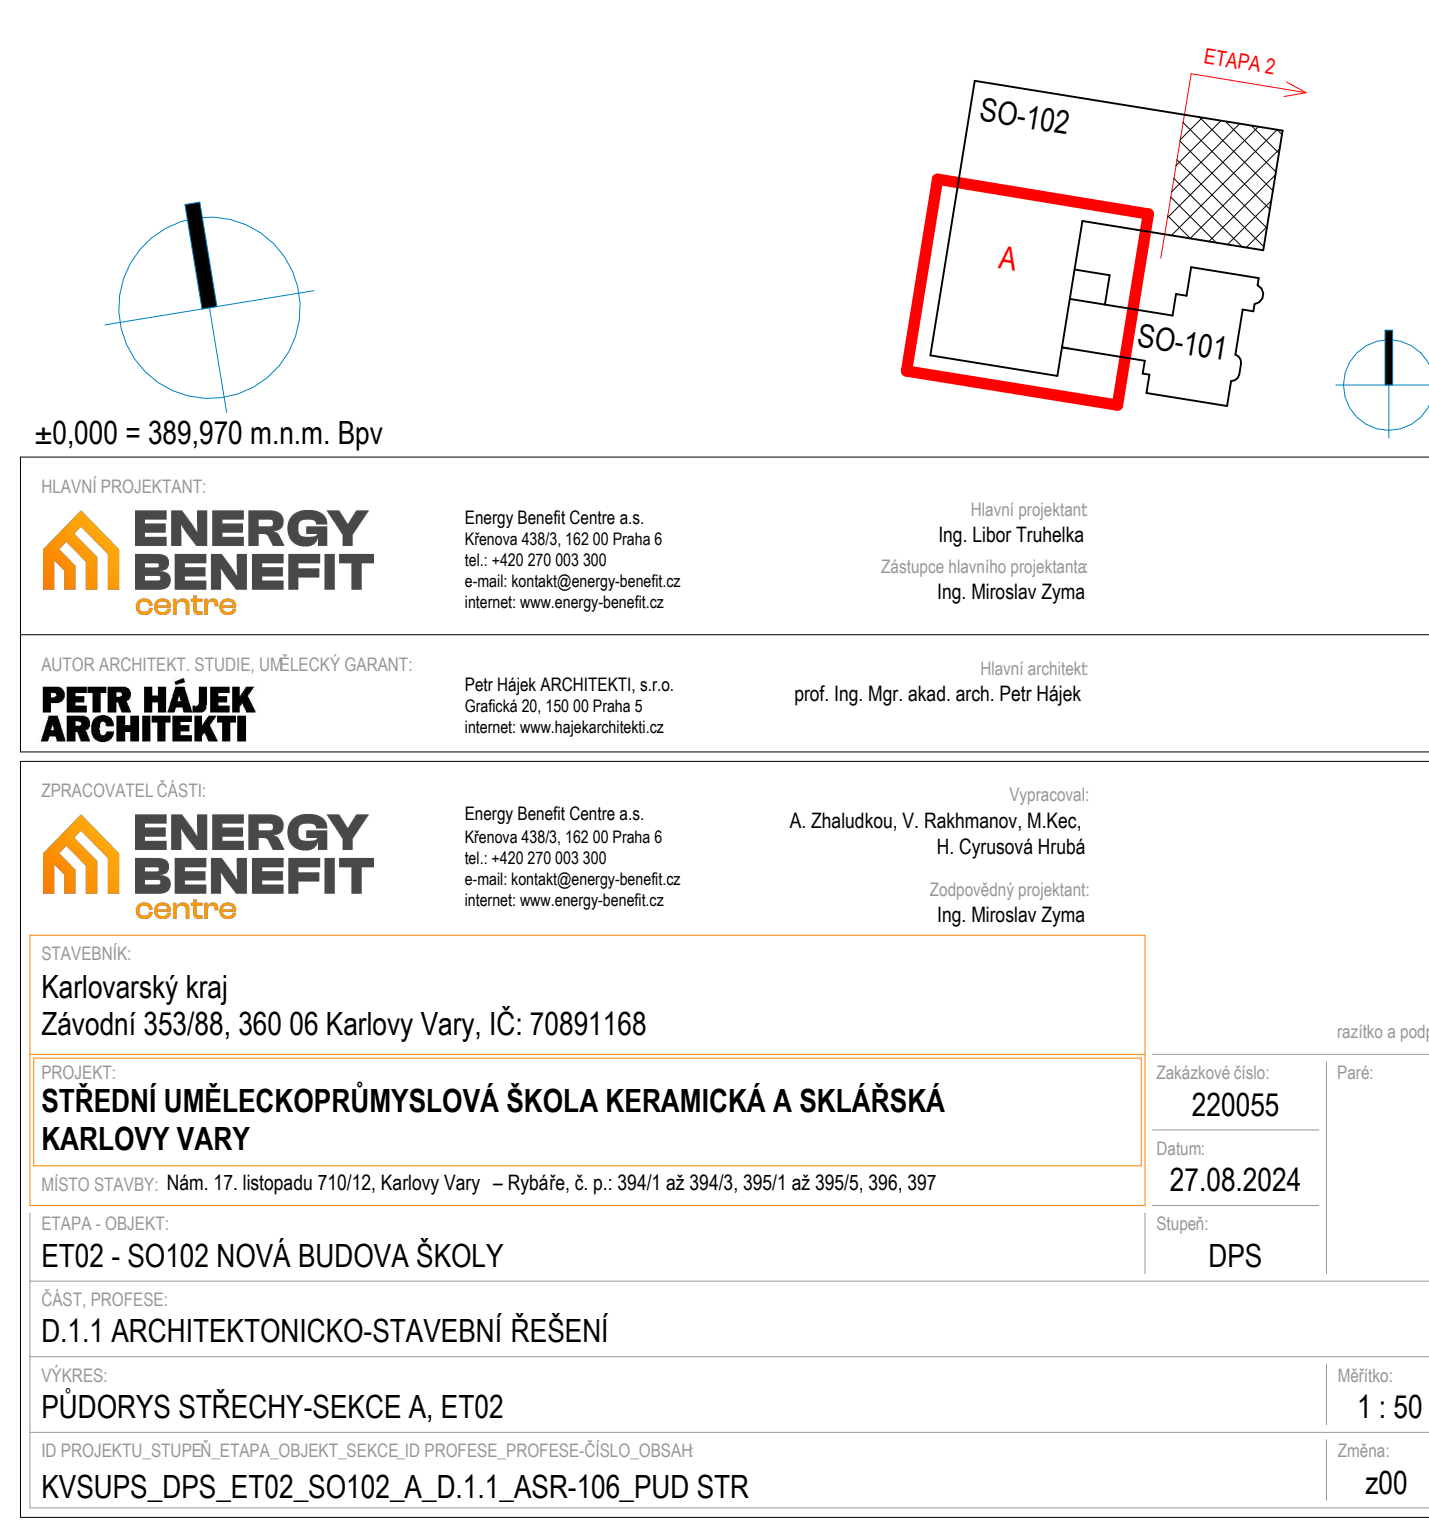 ETAPA 2
SO-102
A
SO-101
±0,000 = 389,970 m.n.m. Bpv
HLAVNÍ PROJEKTANT:
ENERGY
BENEFIT
centre
Energy Benefit Centre a.s.
Křenova 438/3, 162 00 Praha 6
tel.: +420 270 003 300
e-mail: kontakt@energy-benefit.cz
internet: www.energy-benefit.cz
Hlavní projektant:
Ing. Libor Truhelka
Zástupce hlavního projektanta:
Ing. Miroslav Zyma
AUTOR ARCHITEKT. STUDIE, UMĚLECKÝ GARANT:
PETR HÁJEK
ARCHITEKTI
Petr Hájek ARCHITEKTI, s.r.o.
Grafická 20, 150 00 Praha 5
internet: www.hajekarchitekti.cz
Hlavní architekt:
prof. Ing. Mgr. akad. arch. Petr Hájek
ZPRACOVATEL ČÁSTI:
ENERGY
BENEFIT
centre
Energy Benefit Centre a.s.
Křenova 438/3, 162 00 Praha 6
tel.: +420 270 003 300
e-mail: kontakt@energy-benefit.cz
internet: www.energy-benefit.cz
Vypracoval:
A. Zhaludkou, V. Rakhmanov, M.Kec,
H. Cyrusová Hrubá
Zodpovědný projektant:
Ing. Miroslav Zyma
STAVEBNÍK:
Karlovarský kraj
Závodní 353/88, 360 06 Karlovy Vary, IČ: 70891168
razítko a podp
PROJEKT:
STŘEDNÍ UMĚLECKOPRŮMYSLOVÁ ŠKOLA KERAMICKÁ A SKLÁŘSKÁ
KARLOVY VARY
Zakázkové číslo:
220055
Paré:
Datum:
27.08.2024
MÍSTO STAVBY: Nám. 17. listopadu 710/12, Karlovy Vary – Rybáře, č. p.: 394/1 až 394/3, 395/1 až 395/5, 396, 397
ETAPA - OBJEKT:
ET02 - SO102 NOVÁ BUDOVA ŠKOLY
Stupeň:
DPS
ČÁST, PROFESE:
D.1.1 ARCHITEKTONICKO-STAVEBNÍ ŘEŠENÍ
VÝKRES:
PŮDORYS STŘECHY-SEKCE A, ET02
Měřítko:
1 : 50
ID PROJEKTU_STUPEŇ_ETAPA_OBJEKT_SEKCE_ID PROFESE_PROFESE-ČÍSLO_OBSAH:
KVSUPS_DPS_ET02_SO102_A_D.1.1_ASR-106_PUD STR
Změna:
z00